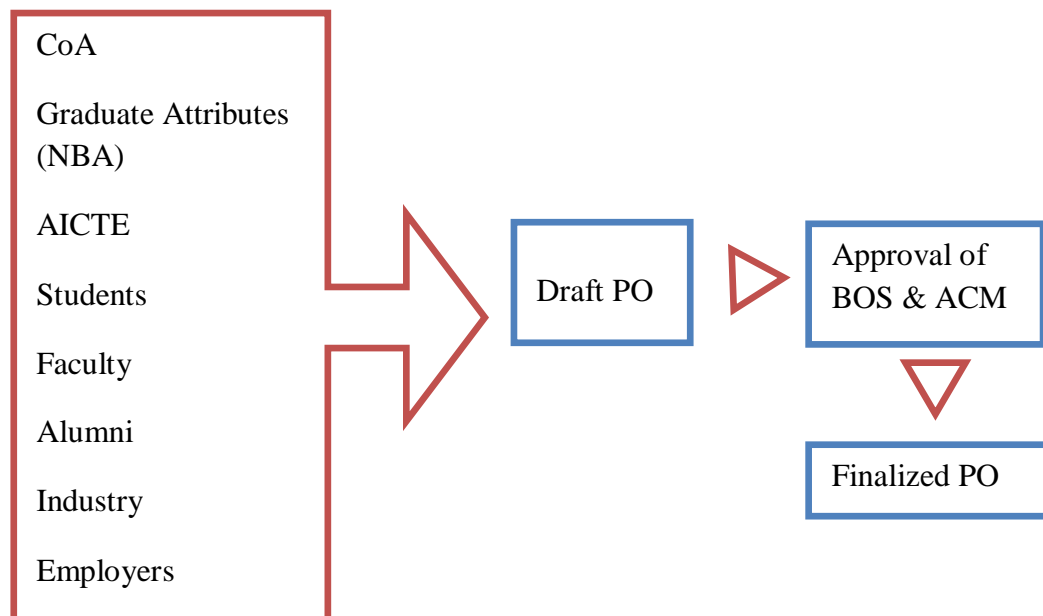 CoA
Graduate Attributes
(NBA)
AICTE
Students
Faculty
Alumni
Industry
Employers
Draft PO
Approval of
BOS & ACM
Finalized PO